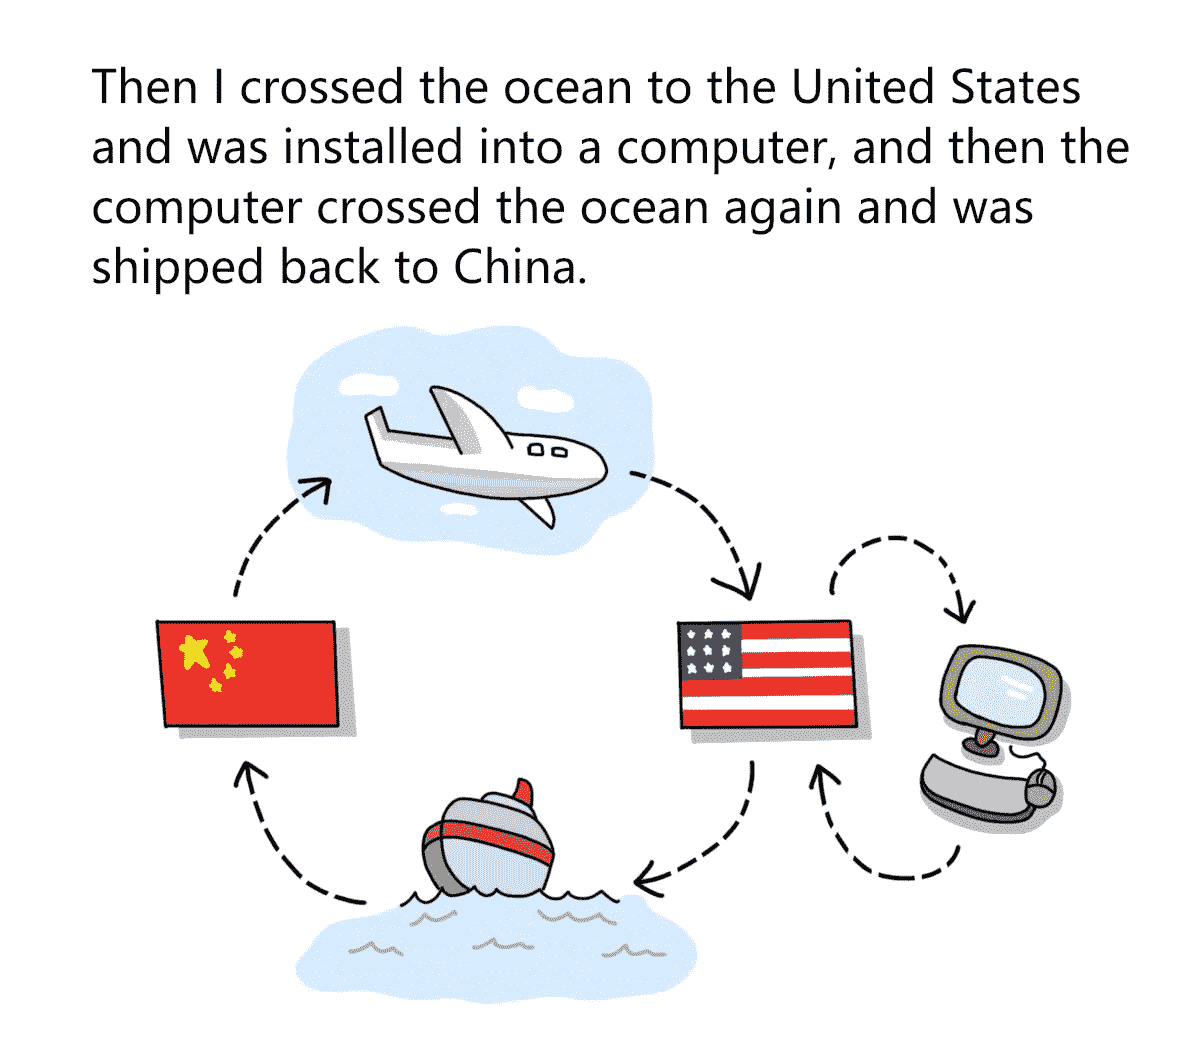 Then I crossed the ocean to the United States
and was installed into a computer, and then the
computer crossed the ocean again and was
shipped back to China.